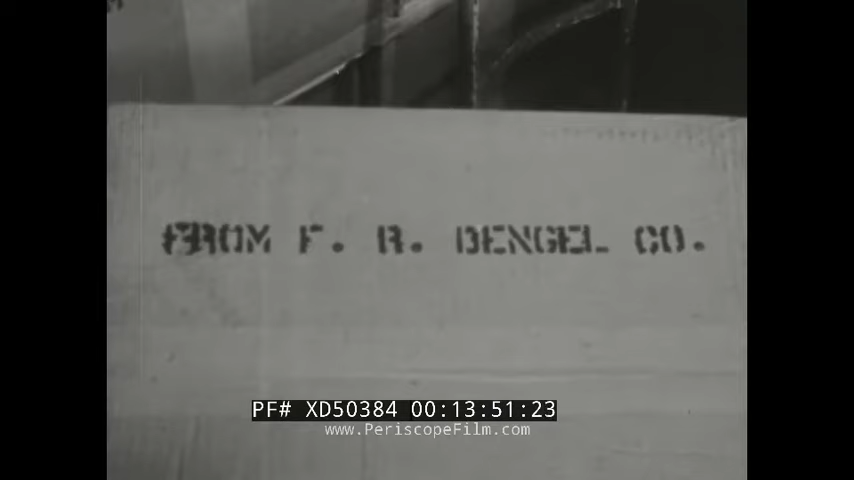 FROM F. R. DENGEL CO.
PF# XD50384 00:13:51:23
www.PeriscopeFilm.com